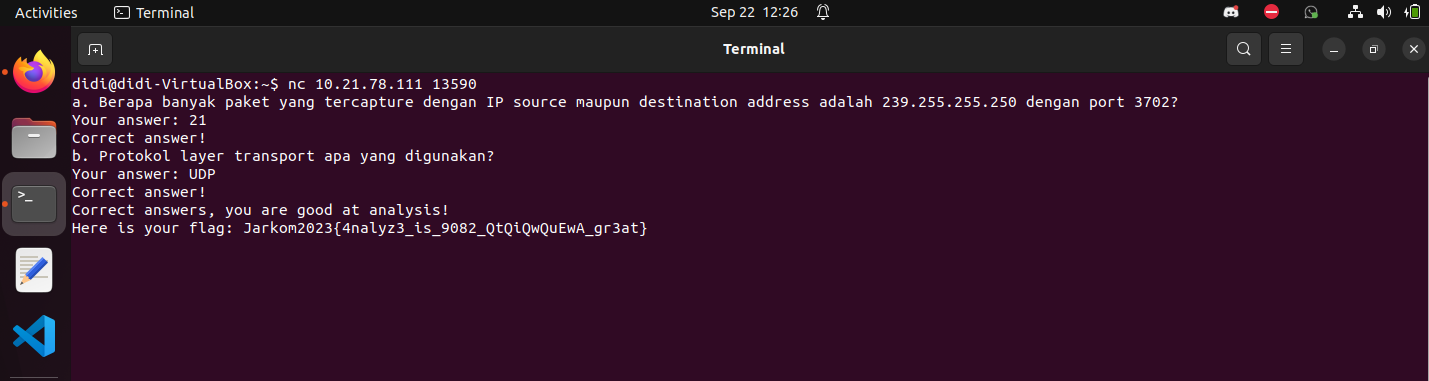 Activities Terminal Sep 22 12:26
Terminal
didi@didi-VirtualBox:~$ nc 10.21.78.111 13590
a. Berapa banyak paket yang tercapture dengan IP source maupun destination address adalah 239.255.255.250 dengan port 3702?
Your answer: 21
Correct answer!
b. Protokol layer transport apa yang digunakan?
Your answer: UDP
Correct answer!
Correct answers, you are good at analysis!
Here is your flag: Jarkom2023{4nalyz3_is_9082_QtQiQwQuEwA_gr3at}